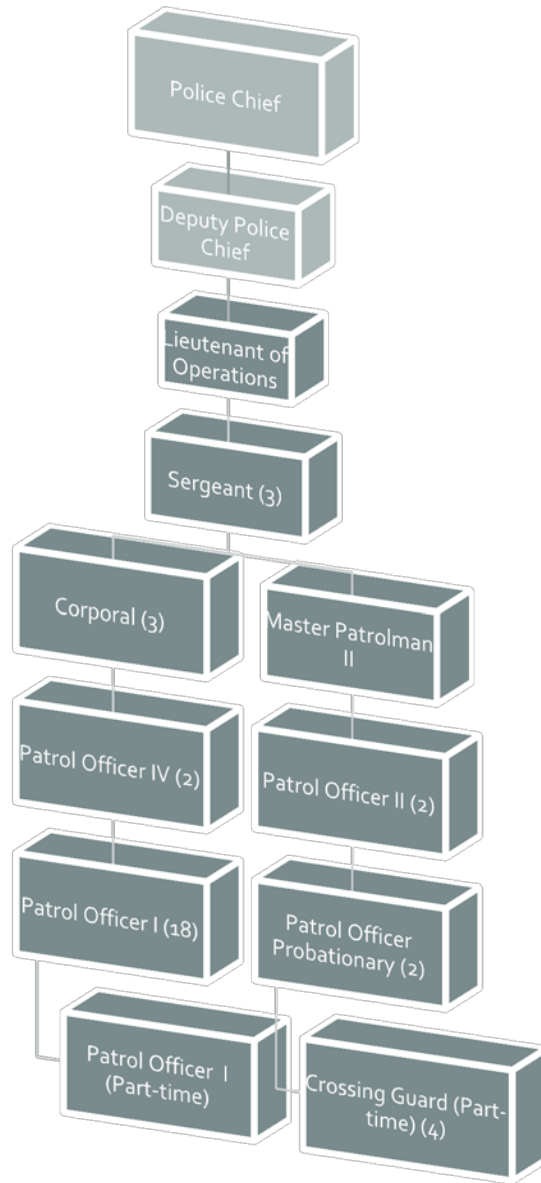 Police Chief
Deputy Police
Chief
Lieutenant of
Operations
Sergeant (3)
Corporal (3)
Master Patrolman
II
Patrol Officer IV (2)
Patrol Officer II (2)
Patrol Officer I (18)
Patrol Officer
Probationary (2)
Patrol Officer I
(Part-time)
Crossing Guard (Part-
time) (4)